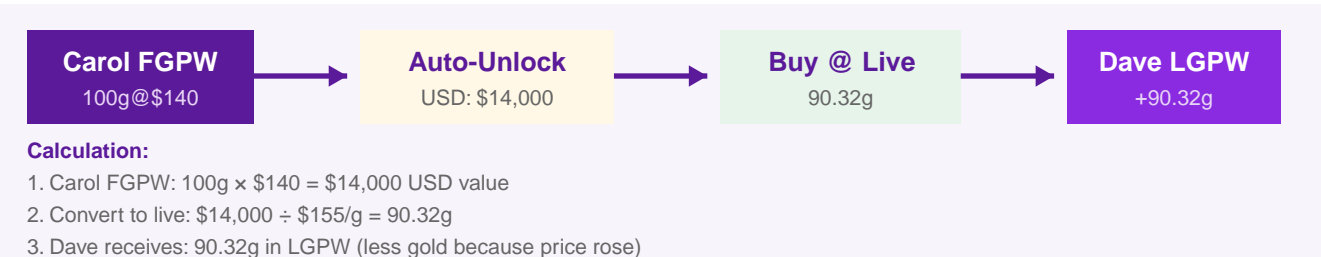 Carol FGPW
100g@$140
Auto-Unlock
USD: $14,000
Buy @ Live
90.32g
Dave LGPW
+90.32g
Calculation:
1. Carol FGPW: 100g × $140 = $14,000 USD value
2. Convert to live: $14,000 ÷ $155/g = 90.32g
3. Dave receives: 90.32g in LGPW (less gold because price rose)